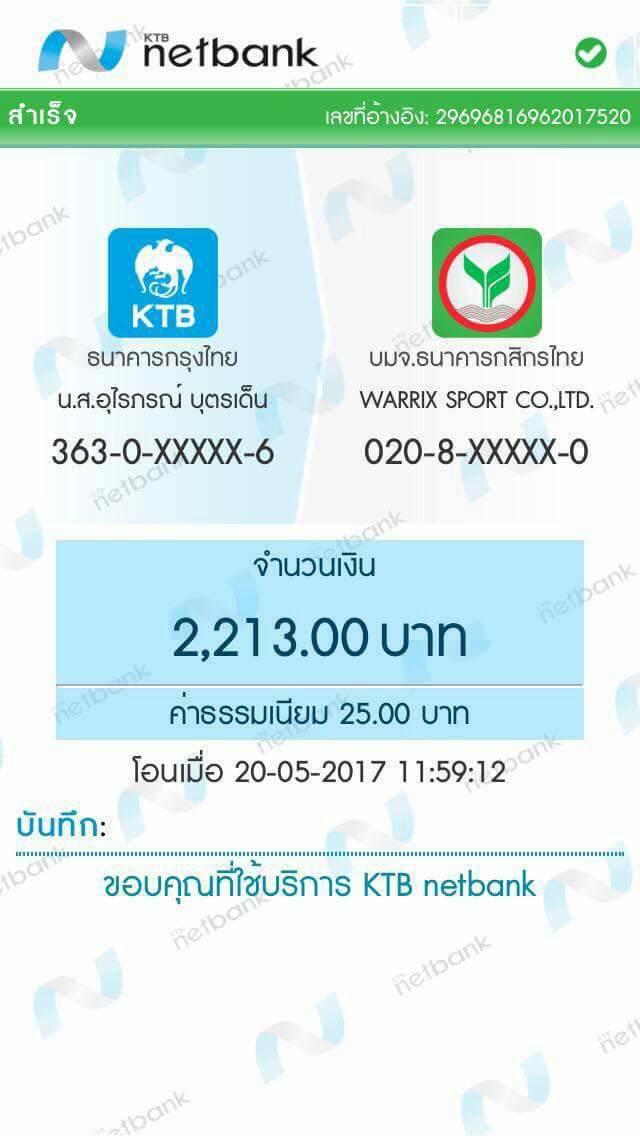 KTB
netbank
สำเร็จ
เลขที่อ้างอิง: 29696816962017520
KTB
ธนาคารกรุงไทย
บมจ.ธนาคารกสิกรไทย
น.ส.อุไรภรณ์ บุตรเด็น
WARRIX SPORT CO.,LTD.
363-0-XXXXX-6
020-8-XXXXX-0
จำนวนเงิน
2,213.00 บาท
ค่าธรรมเนียม 25.00 บาท
โอนเมื่อ 20-05-2017 11:59:12
บันทึก:
ขอบคุณที่ใช้บริการ KTB netbank